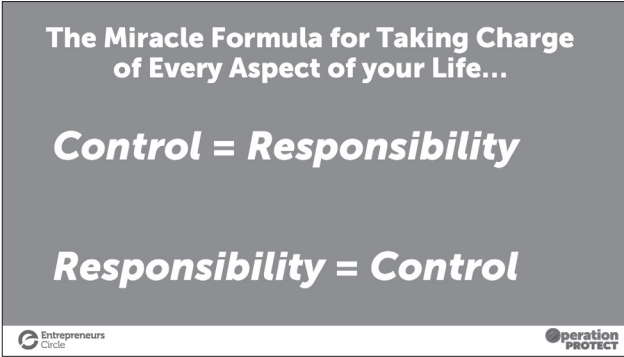 The Miracle Formula for Taking Charge
of Every Aspect of your Life...
Control = Responsibility
Responsibility = Control
Entrepreneurs
Circle
Operation
PROTECT